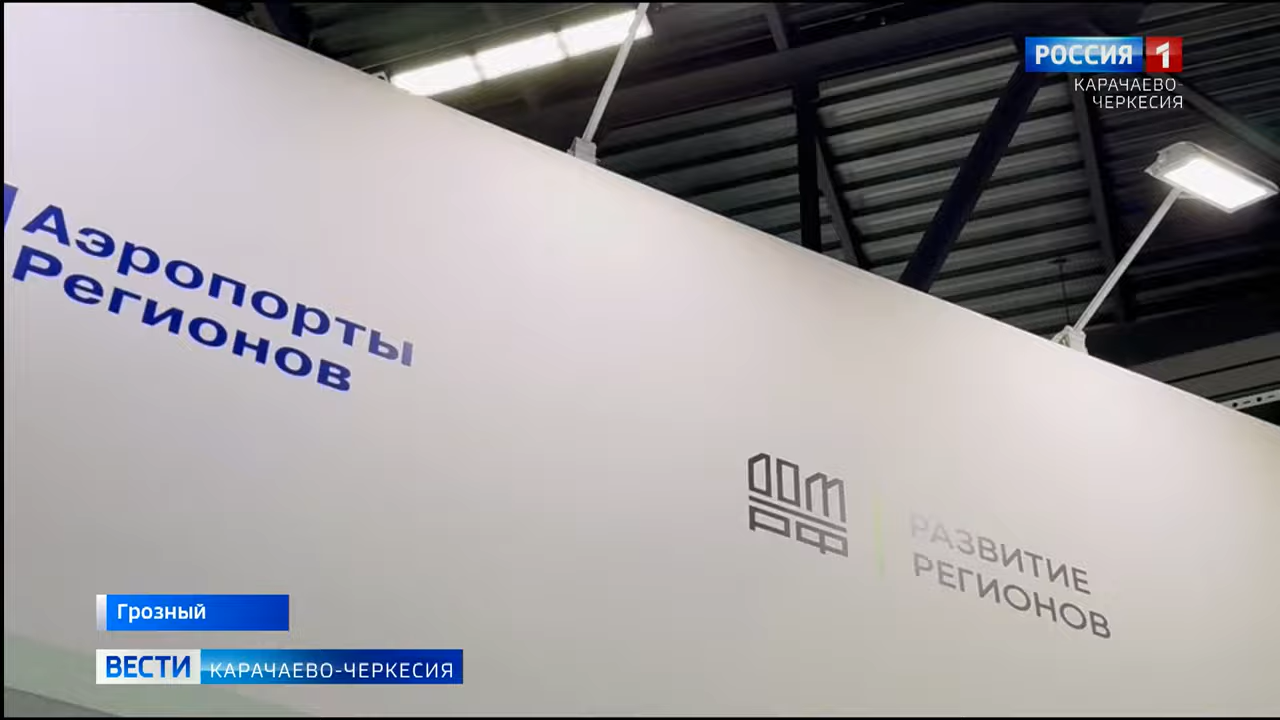 РОССИЯ 1
КАРАЧАЕВО-
ЧЕРКЕСИЯ
Аэропорты
Регионов
ДОМ
РФ
РАЗВИТИЕ
РЕГИОНОВ
Грозный
ВЕСТИ КАРАЧАЕВО-ЧЕРКЕСИЯ